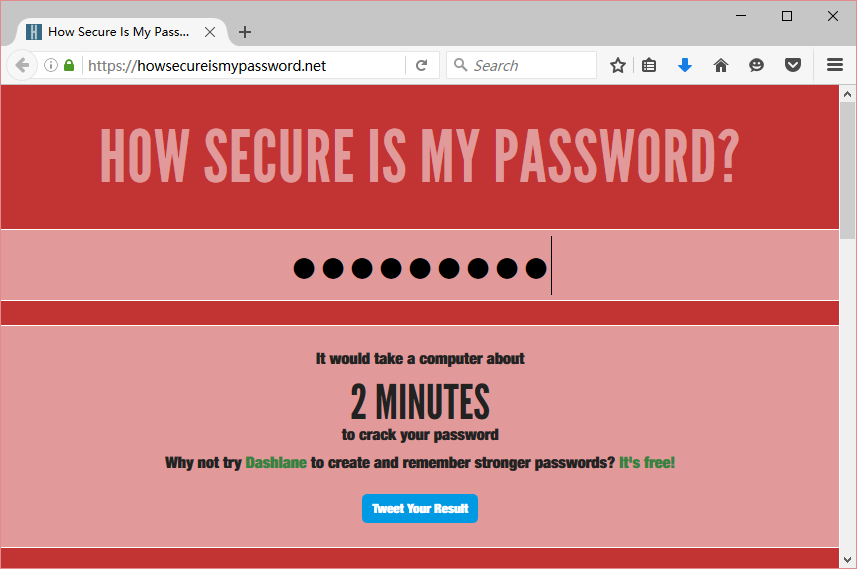 How Secure Is My Pass...
https://howsecureismypassword.net
Search
HOW SECURE IS MY PASSWORD?
It would take a computer about
2 MINUTES
to crack your password
Why not try Dashlane to create and remember stronger passwords? It's free!
Tweet Your Result